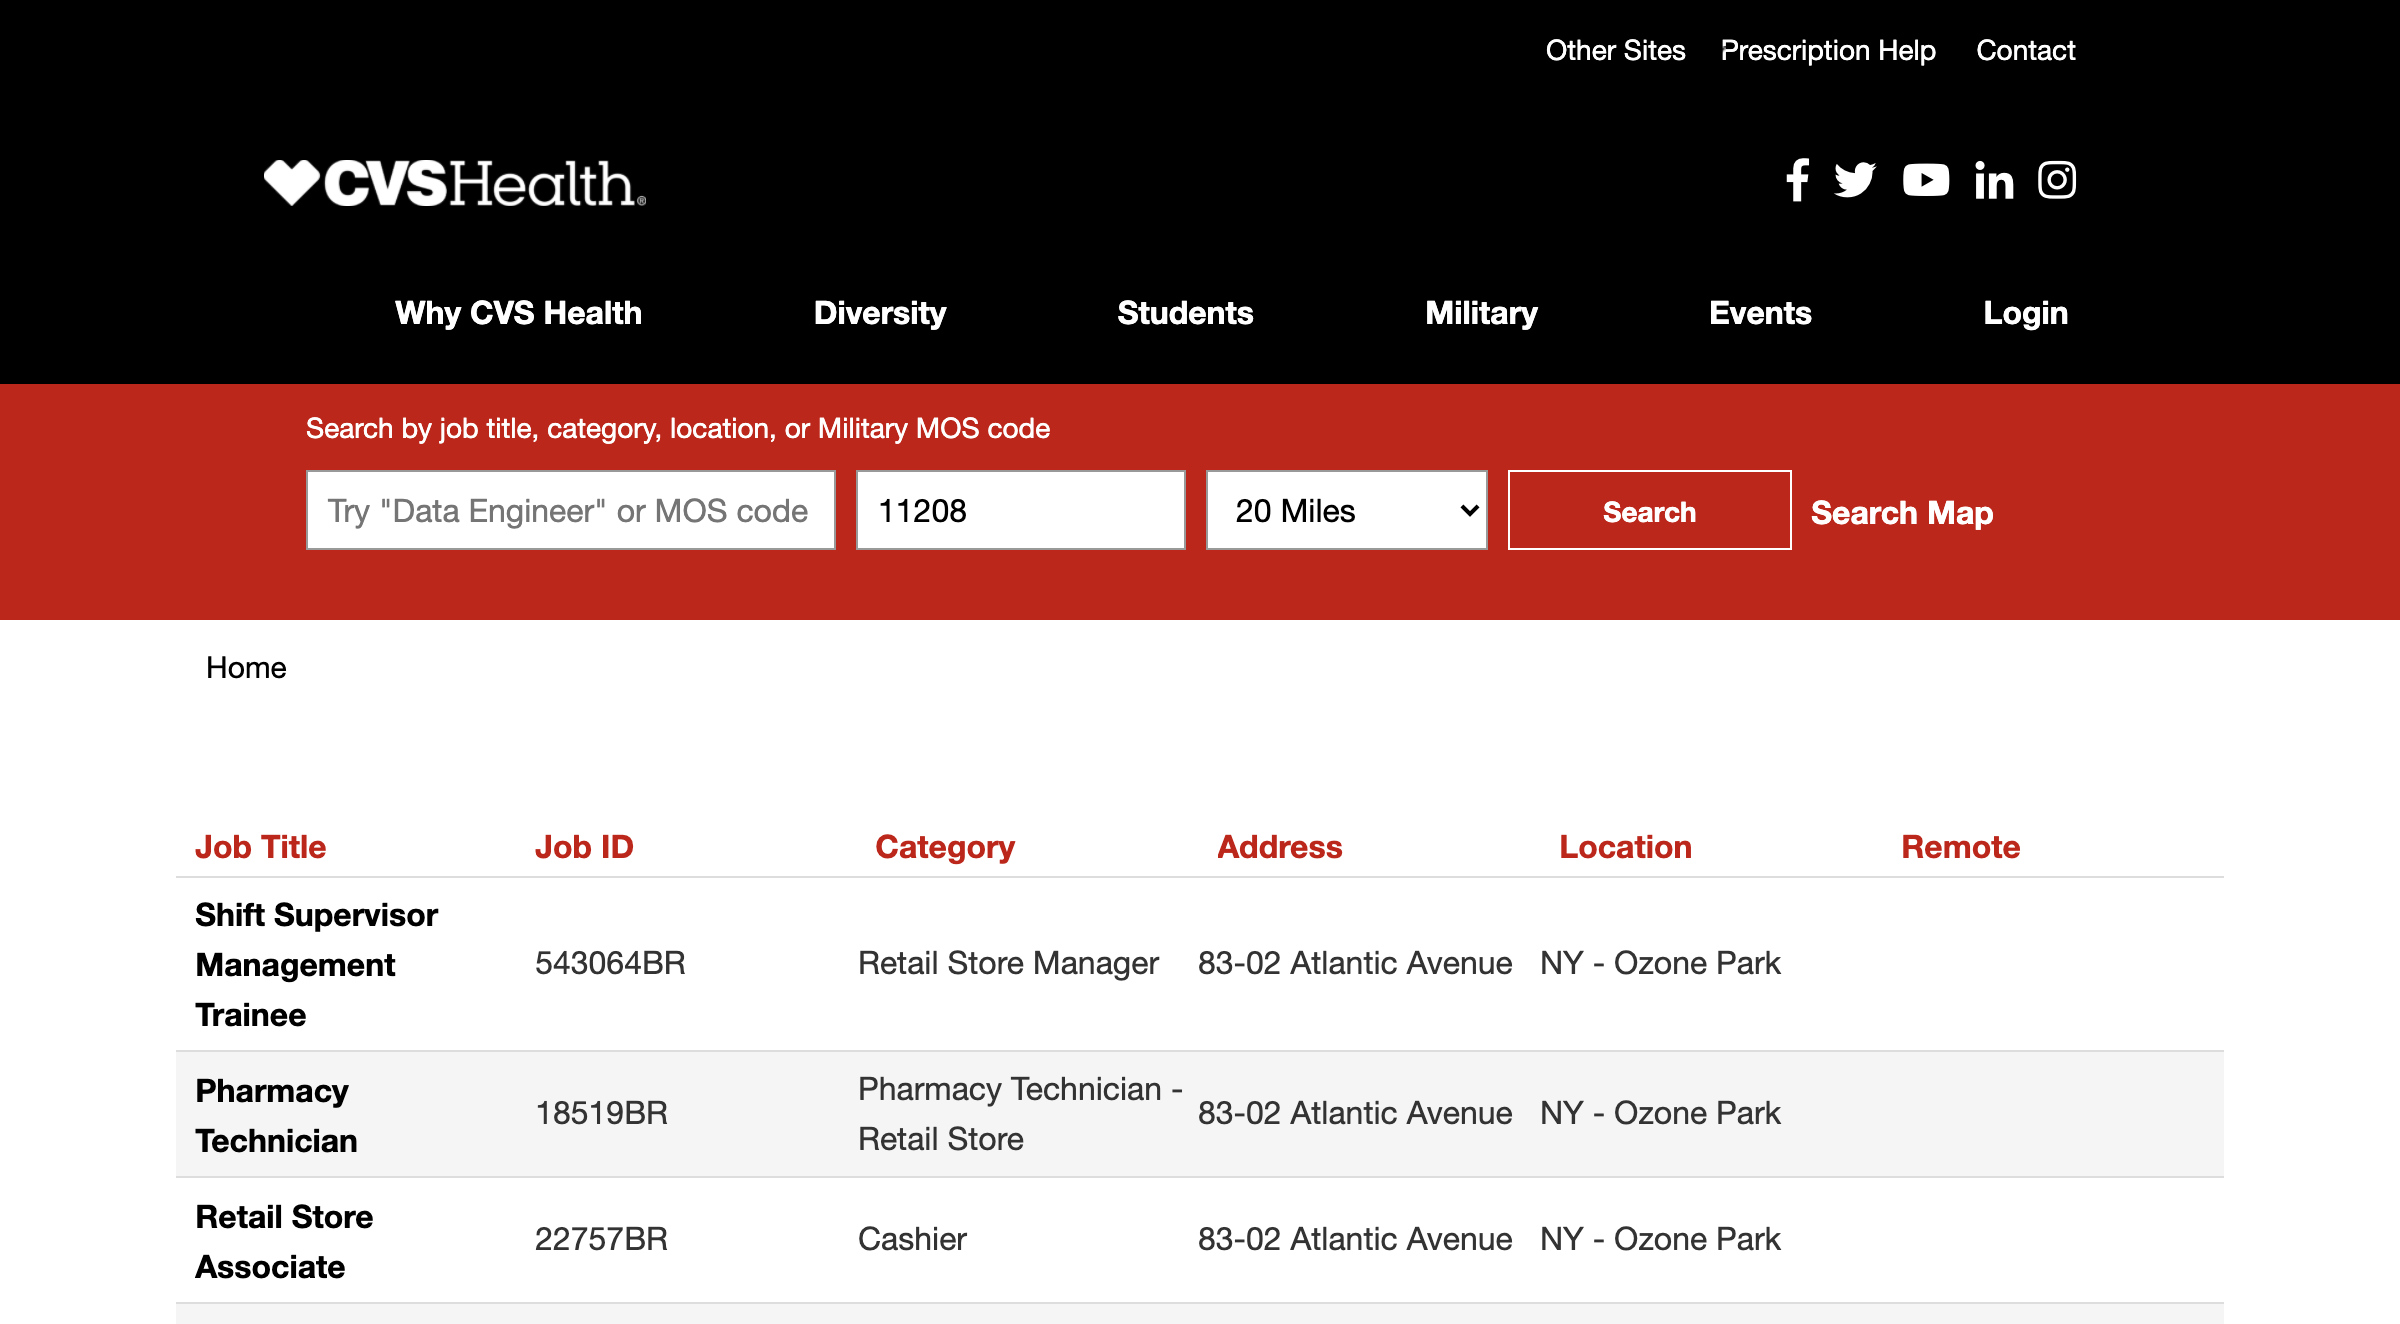 Other Sites Prescription Help Contact
CVSHealth®
Why CVS Health Diversity Students Military Events Login
Search by job title, category, location, or Military MOS code
Try "Data Engineer" or MOS code 11208 20 Miles Search Search Map
Home
Job Title Job ID Category Address Location Remote
Shift Supervisor
Management
Trainee
543064BR Retail Store Manager 83-02 Atlantic Avenue NY - Ozone Park
Pharmacy
Technician
18519BR
Pharmacy Technician -
Retail Store
83-02 Atlantic Avenue NY - Ozone Park
Retail Store
Associate
22757BR Cashier 83-02 Atlantic Avenue NY - Ozone Park